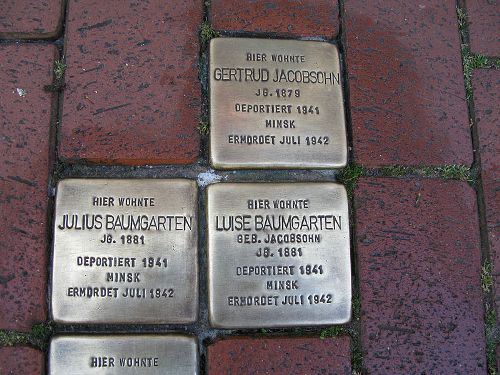 HIER WOHNTE
GERTRUD JACOBSOHN
JG. 1879
DEPORTIERT 1941
MINSK
ERMORDET JULI 1942
HIER WOHNTE
JULIUS BAUMGARTEN
JG. 1881
DEPORTIERT 1941
MINSK
ERMORDET JULI 1942
HIER WOHNTE
LUISE BAUMGARTEN
GEB. JACOBSOHN
JG. 1881
DEPORTIERT 1941
MINSK
ERMORDET JULI 1942
HIER WOHNTE